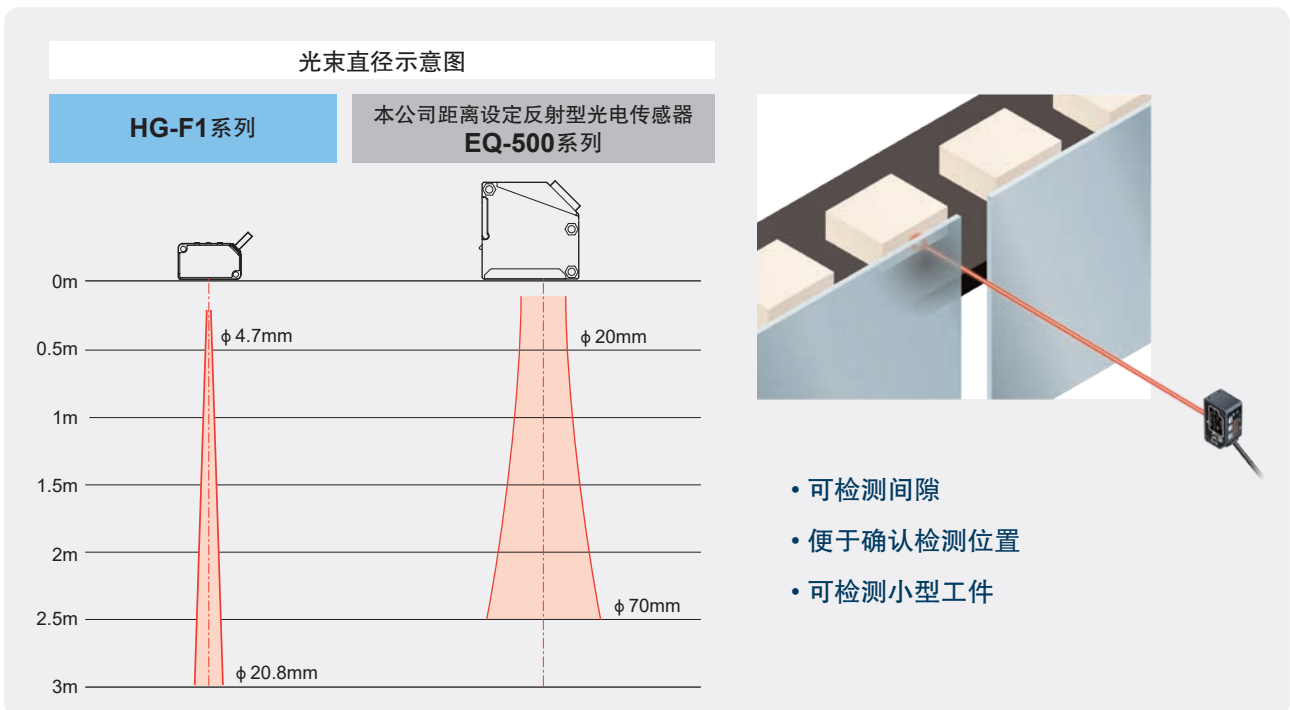 光束直径示意图
HG-F1系列
本公司距离设定反射型光电传感器
EQ-500系列
0m
0.5m
1m
1.5m
2m
2.5m
3m
ϕ 4.7mm
ϕ 20.8mm
ϕ 20mm
ϕ 70mm
• 可检测间隙
• 便于确认检测位置
• 可检测小型工件